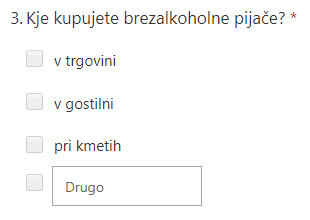 3. Kje kupujete brezalkoholne pijače? *
v trgovini
v gostilni
pri kmetih
Drugo